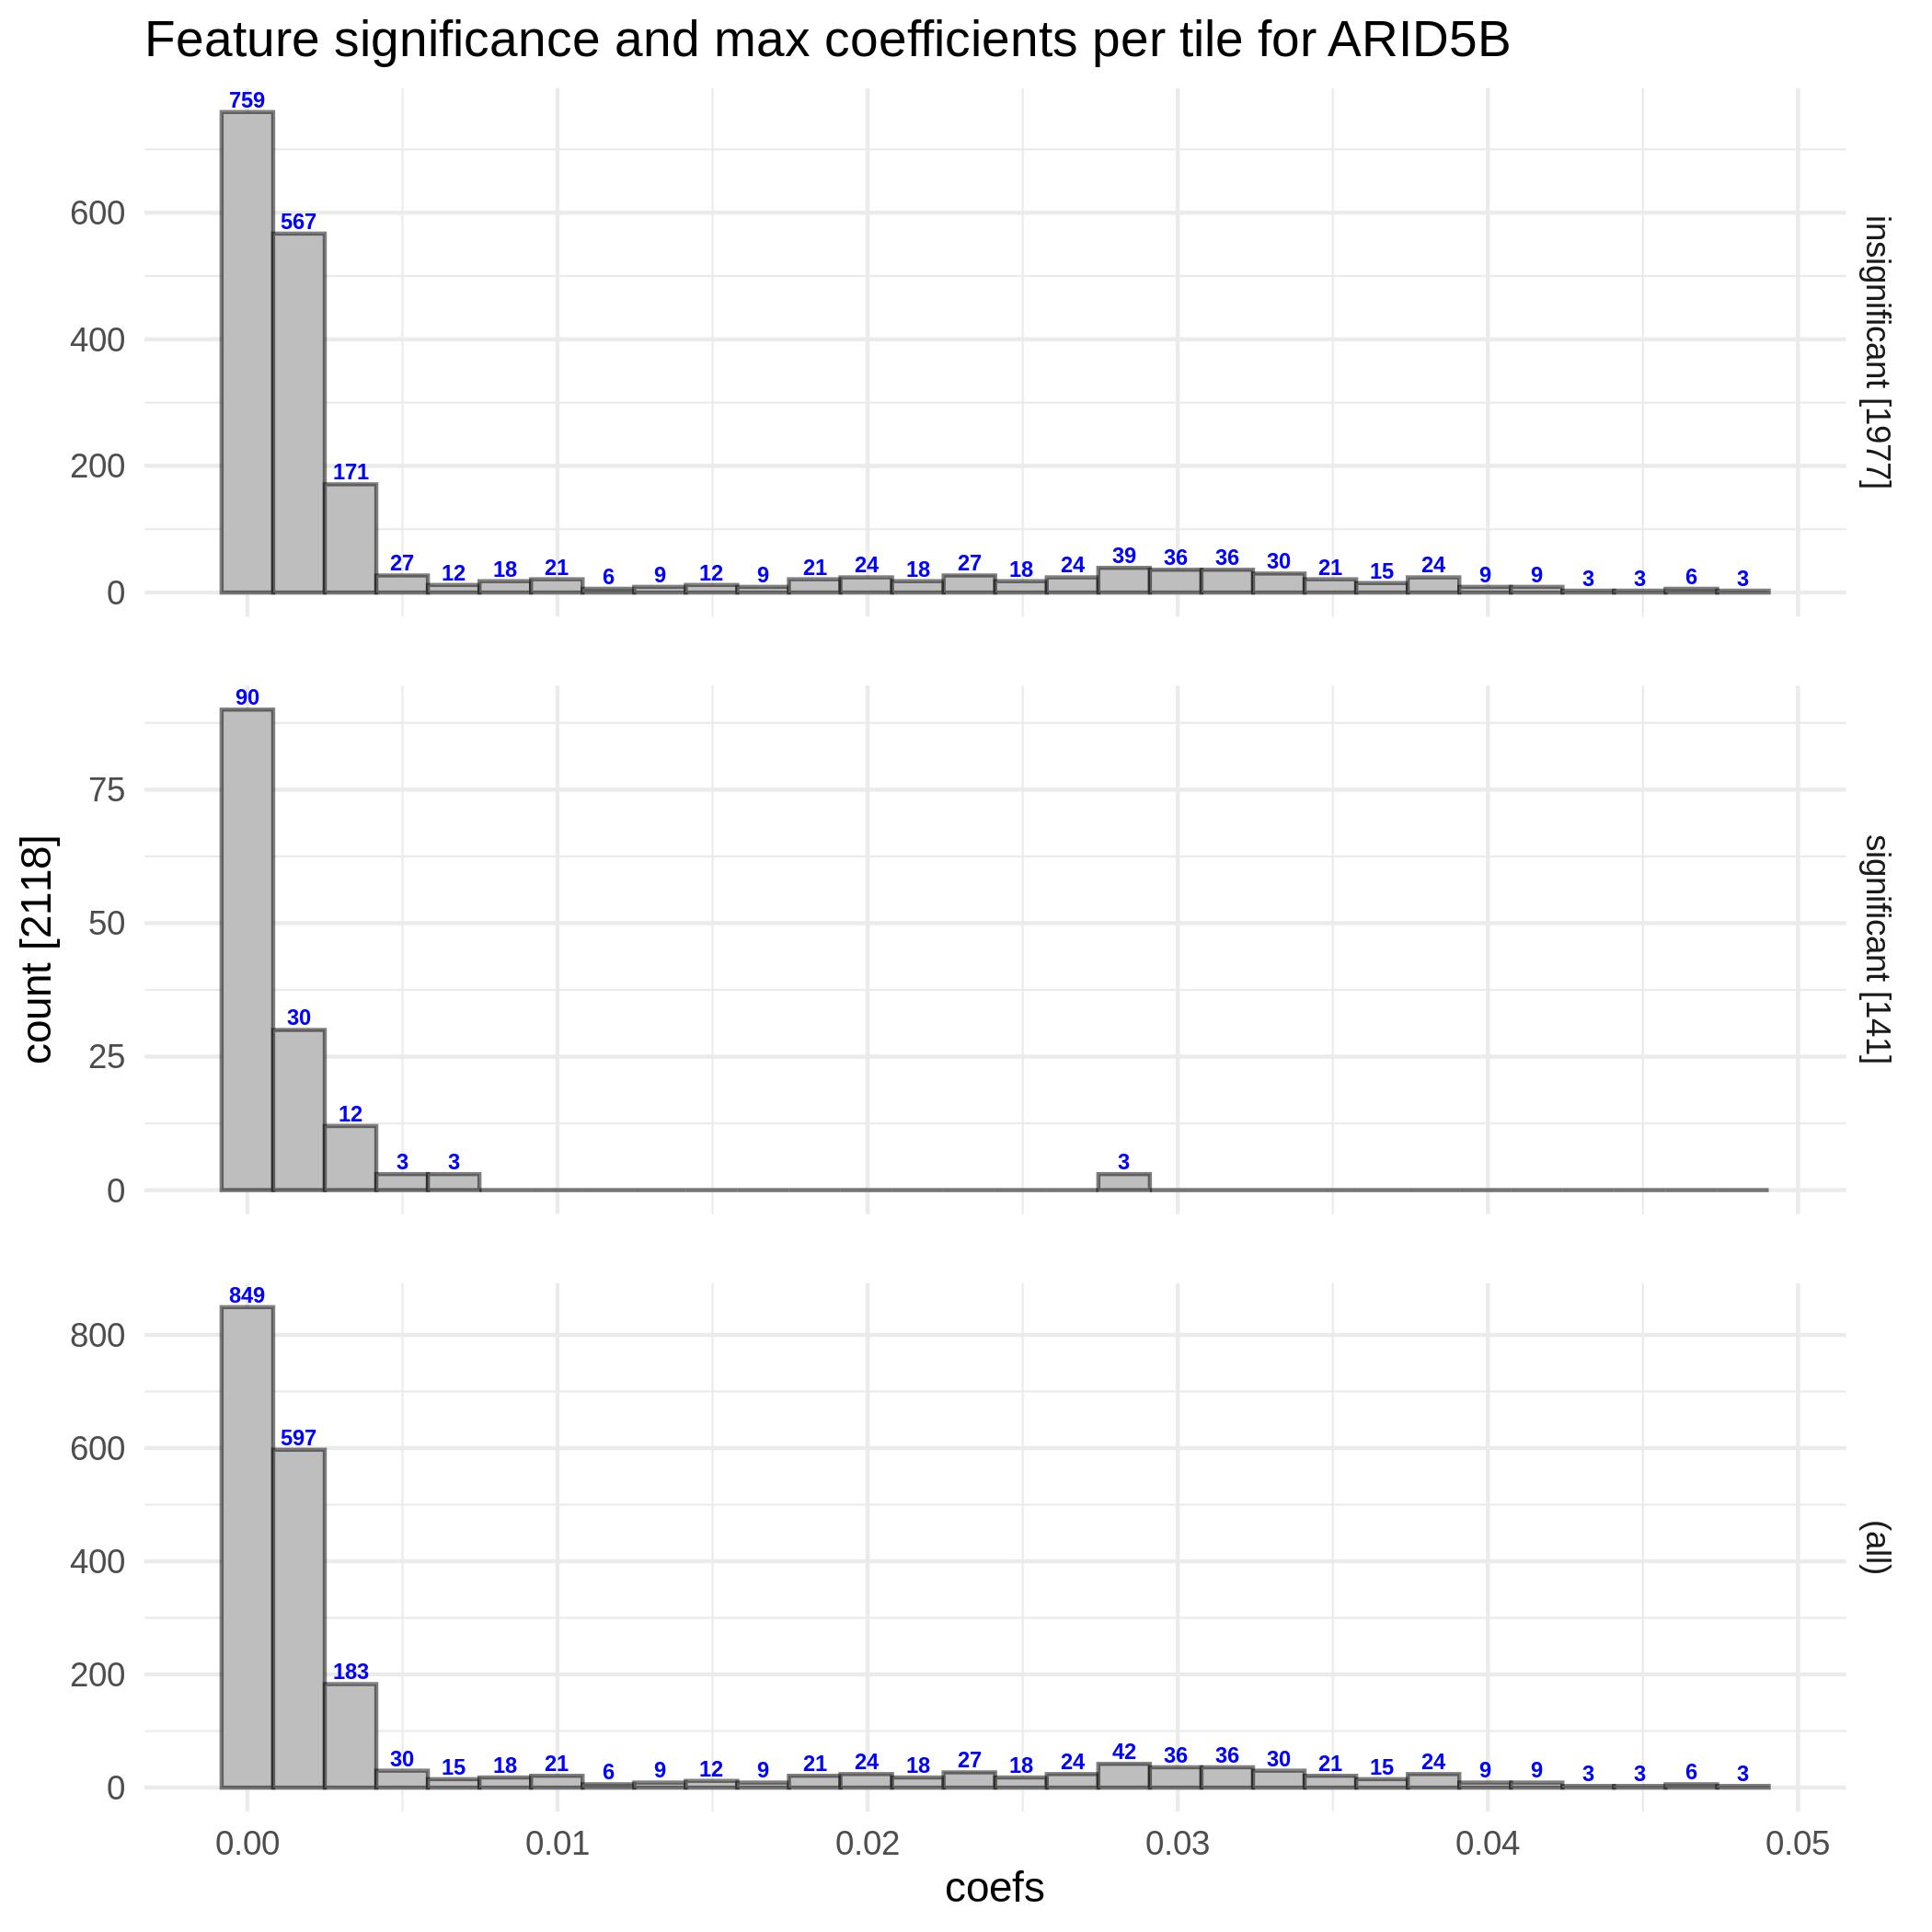 Feature significance and max coefficients per tile for ARID5B
759
567
171
27 12 18 21 6 9 12 9 21 24 18 27 18 24 39 36 36 30 21 15 24 9 9 3 3 6 3
600
400
200
0
insignificant [1977]
90
30
12
3 3 3
75
50
25
0
significant [141]
count [2118]
849
597
183
30 15 18 21 6 9 12 9 21 24 18 27 18 24 42 36 36 30 21 15 24 9 9 3 3 6 3
800
600
400
200
0
(all)
0.00 0.01 0.02 0.03 0.04 0.05
coefs